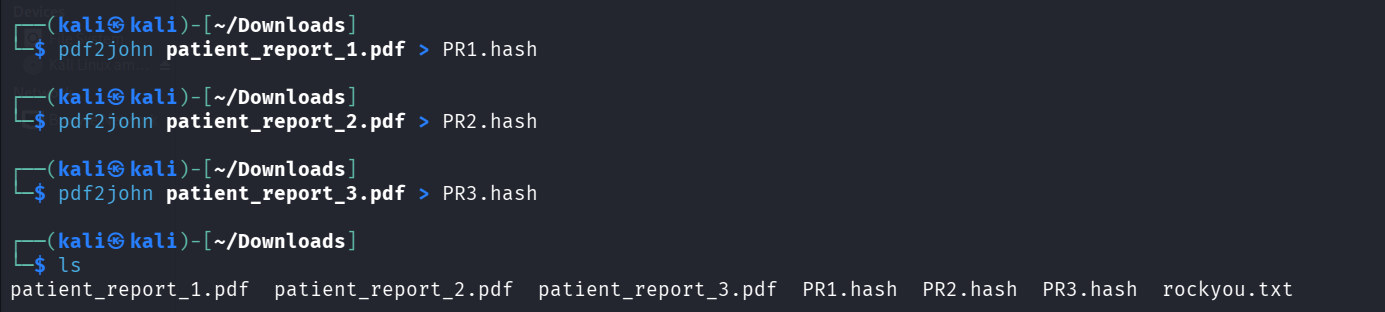 ┌──(kali㉿kali)-[~/Downloads]
└─$ pdf2john patient_report_1.pdf > PR1.hash
┌──(kali㉿kali)-[~/Downloads]
└─$ pdf2john patient_report_2.pdf > PR2.hash
┌──(kali㉿kali)-[~/Downloads]
└─$ pdf2john patient_report_3.pdf > PR3.hash
┌──(kali㉿kali)-[~/Downloads]
└─$ ls
patient_report_1.pdf  patient_report_2.pdf  patient_report_3.pdf  PR1.hash  PR2.hash  PR3.hash  rockyou.txt